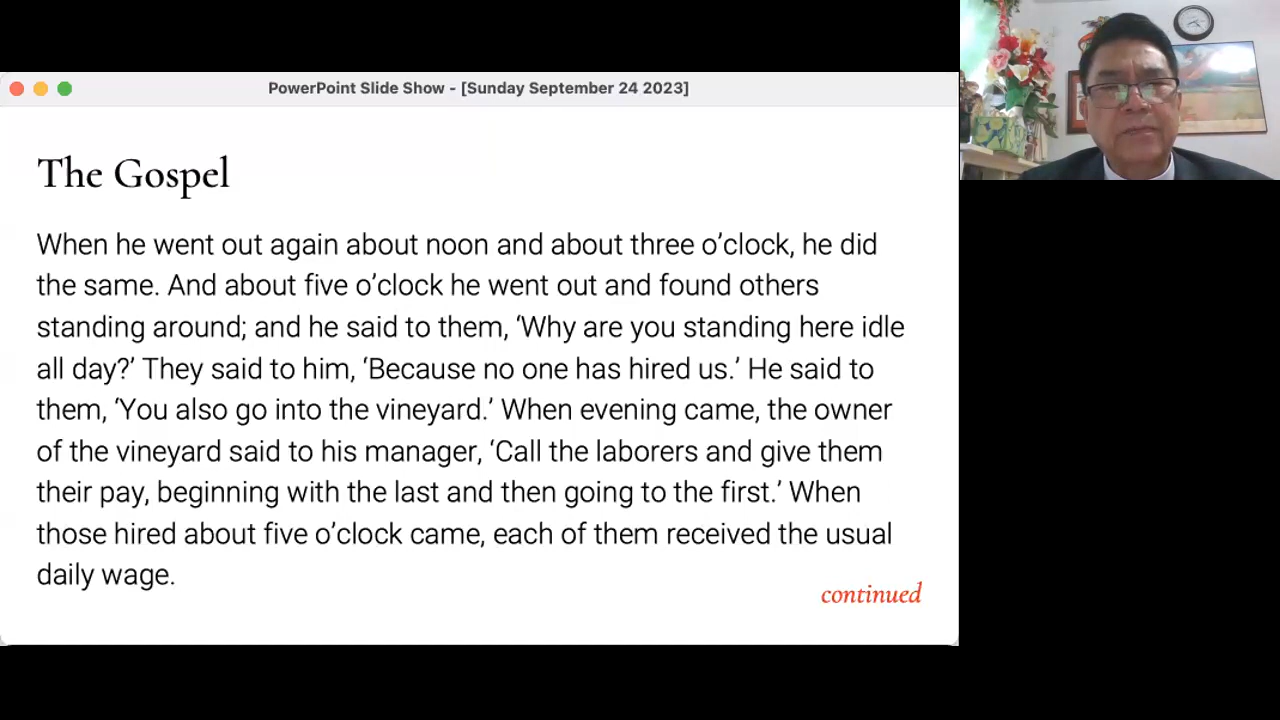 PowerPoint Slide Show - [Sunday September 24 2023]
The Gospel
When he went out again about noon and about three o’clock, he did
the same. And about five o’clock he went out and found others
standing around; and he said to them, ‘Why are you standing here idle
all day?’ They said to him, ‘Because no one has hired us.’ He said to
them, ‘You also go into the vineyard.’ When evening came, the owner
of the vineyard said to his manager, ‘Call the laborers and give them
their pay, beginning with the last and then going to the first.’ When
those hired about five o’clock came, each of them received the usual
daily wage.
continued